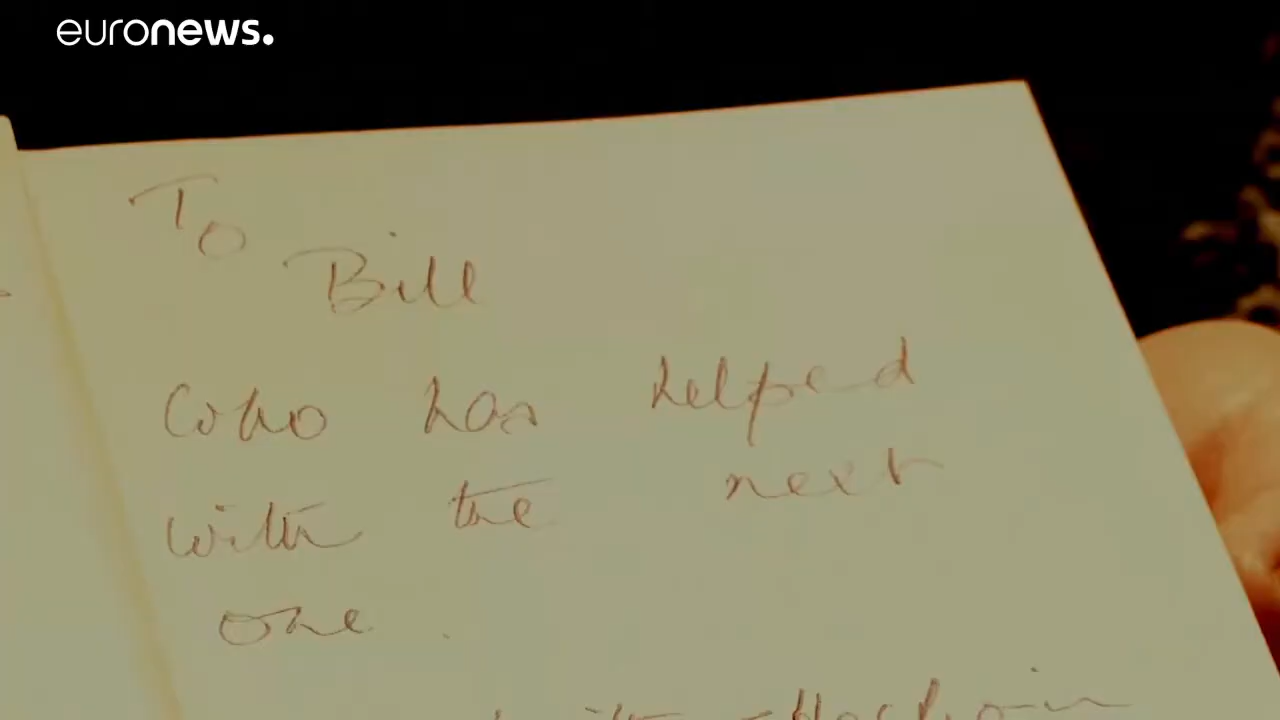 euronews.
To
Bill
who has helped
with the next
one.